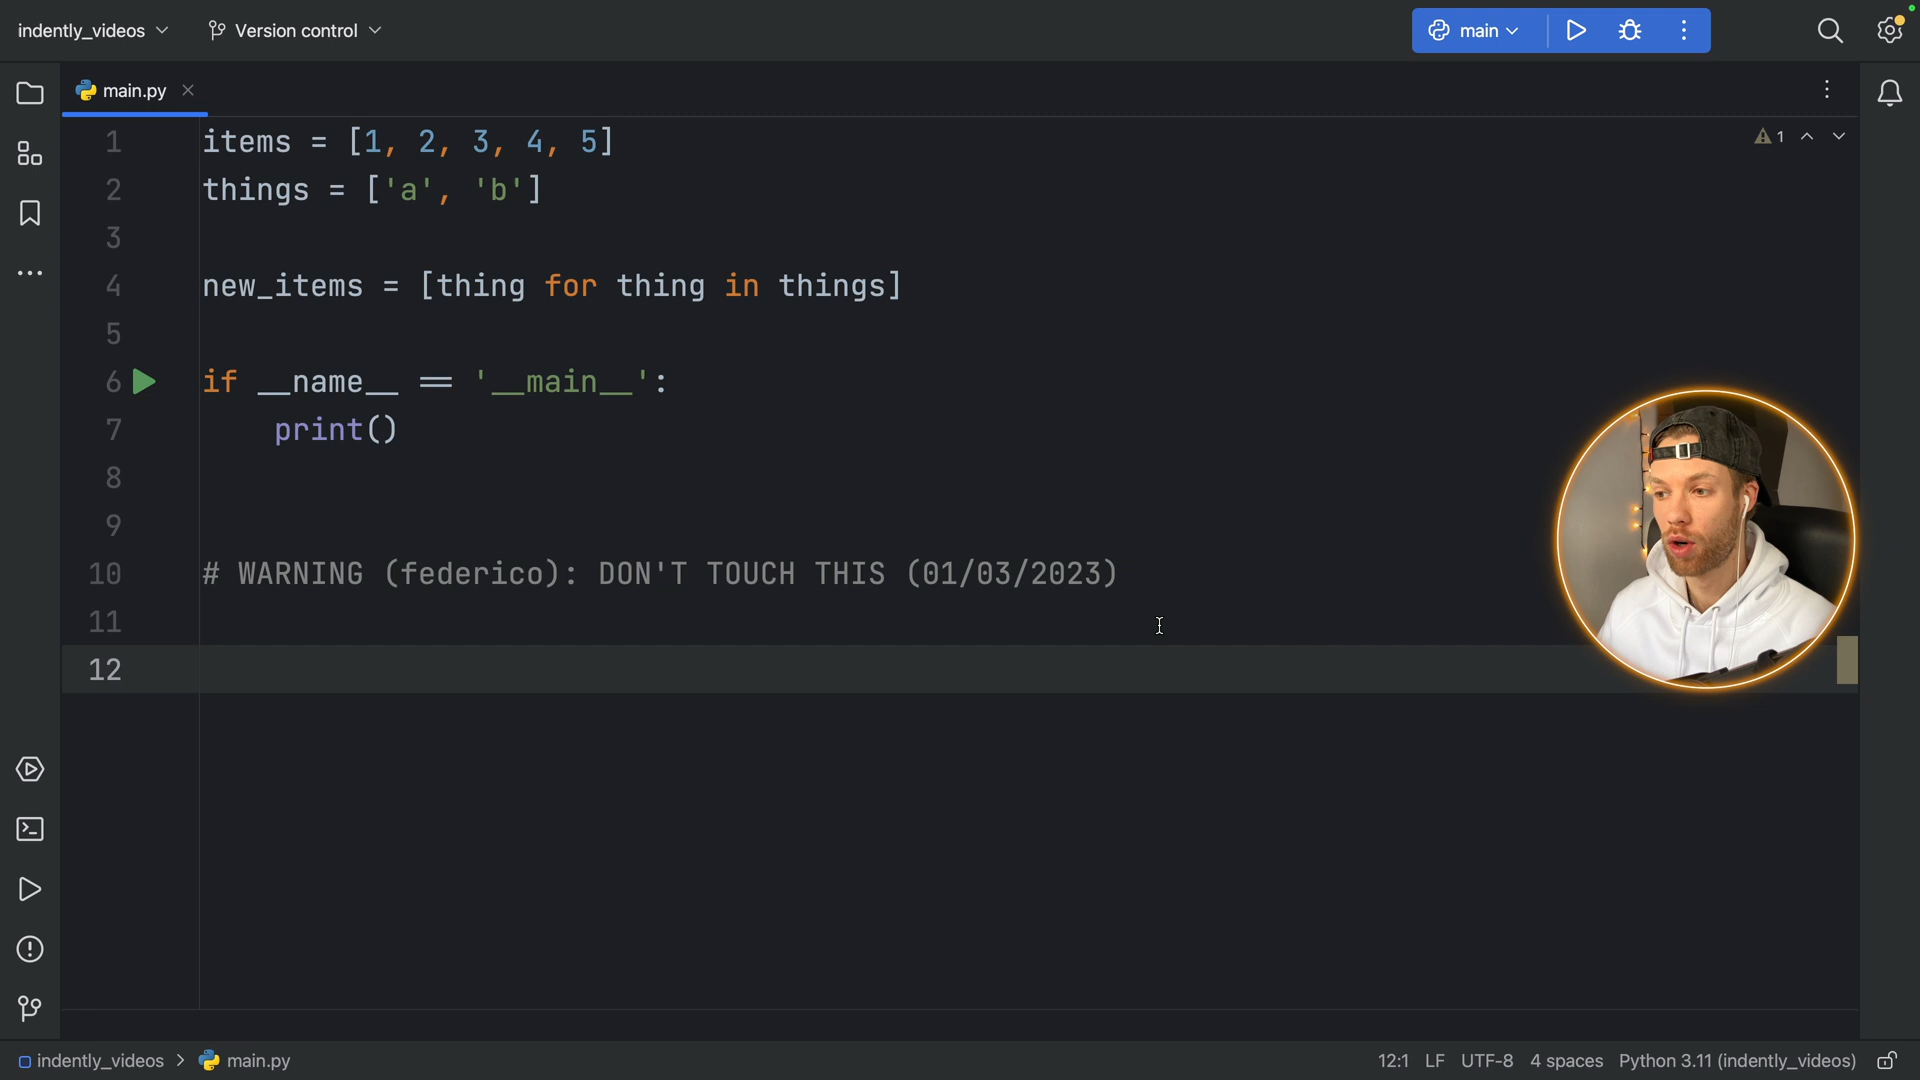 indently_videos
Version control
main
main.py
1
1 items = [1, 2, 3, 4, 5]
2 things = ['a', 'b']
3
4 new_items = [thing for thing in things]
5
6 if __name__ == '__main__':
7 print()
8
9
10 # WARNING (federico): DON'T TOUCH THIS (01/03/2023)
11
12
indently_videos > main.py
12:1 LF UTF-8 4 spaces Python 3.11 (indently_videos)